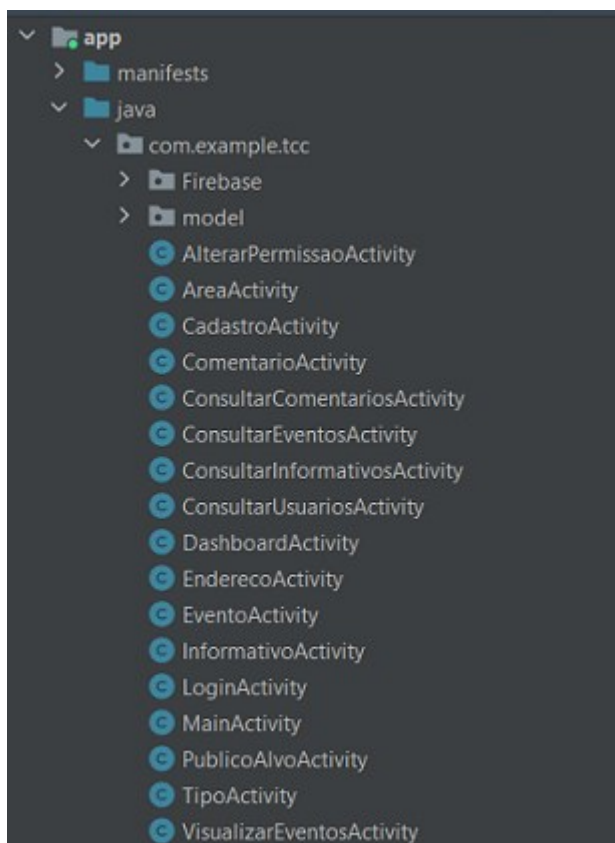 app
manifests
java
com.example.tcc
Firebase
model
AlterarPermissaoActivity
AreaActivity
CadastroActivity
ComentarioActivity
ConsultarComentariosActivity
ConsultarEventosActivity
ConsultarInformativosActivity
ConsultarUsuariosActivity
DashboardActivity
EnderecoActivity
EventoActivity
InformativoActivity
LoginActivity
MainActivity
PublicoAlvoActivity
TipoActivity
VisualizarEventosActivity